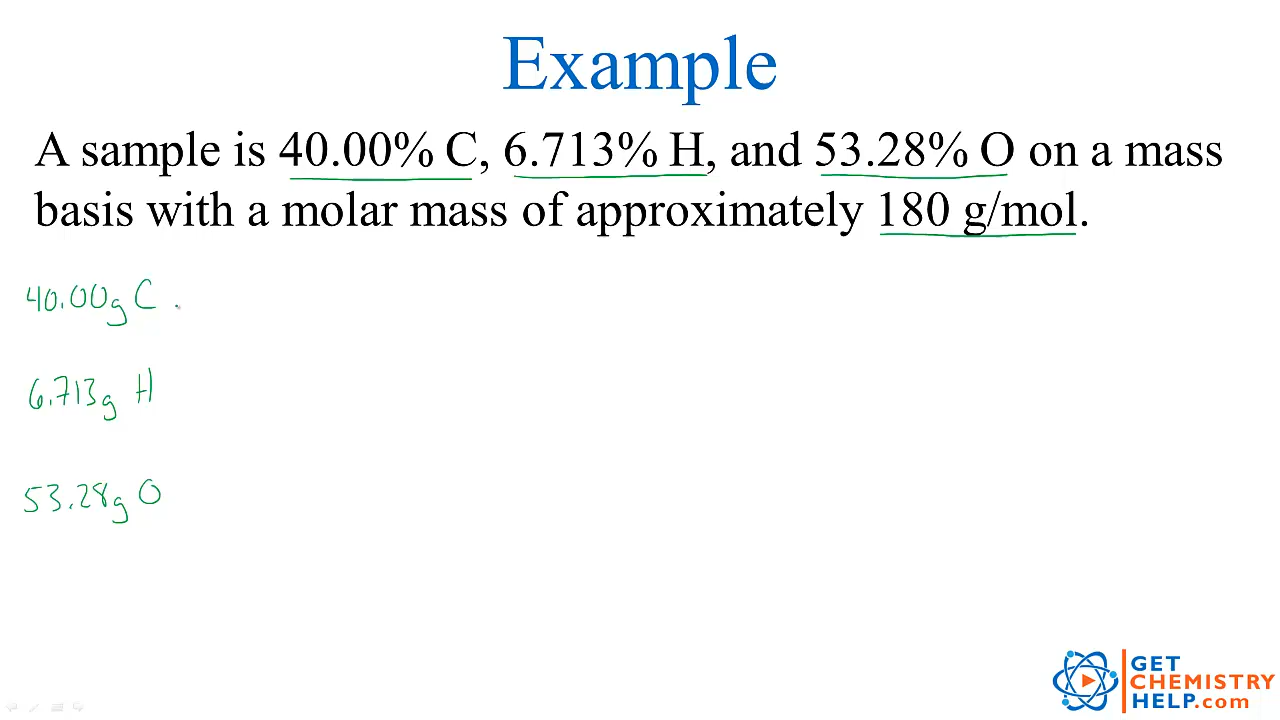 Example
A sample is 40.00% C, 6.713% H, and 53.28% O on a mass
basis with a molar mass of approximately 180 g/mol.
40.00g C
6.713g H
53.28g O
GET
CHEMISTRY
HELP.com